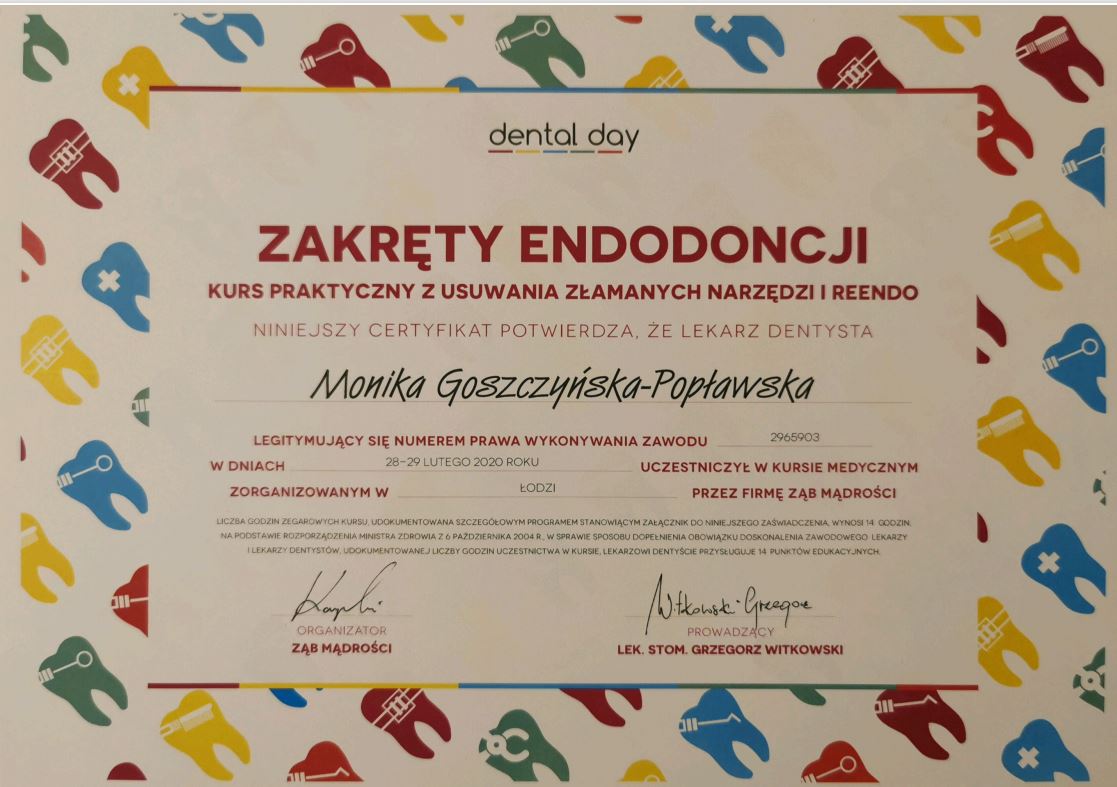 dental day
ZAKRĘTY ENDODONCJI
KURS PRAKTYCZNY Z USUWANIA ZŁAMANYCH NARZĘDZI I REENDO
NINIEJSZY CERTYFIKAT POTWIERDZA, ŻE LEKARZ DENTYSTA
Monika Goszczyńska-Popławska
LEGITYMUJĄCY SIĘ NUMEREM PRAWA WYKONYWANIA ZAWODU 2965903
W DNIACH 28-29 LUTEGO 2020 ROKU UCZESTNICZYŁ W KURSIE MEDYCZNYM
ZORGANIZOWANYM W ŁODZI PRZEZ FIRMĘ ZĄB MĄDROŚCI
LICZBA GODZIN ZEGAROWYCH KURSU, UDOKUMENTOWANA SZCZEGÓŁOWYM PROGRAMEM STANOWIĄCYM ZAŁĄCZNIK DO NINIEJSZEGO ZAŚWIADCZENIA, WYNOSI 14 GODZIN.
NA PODSTAWIE ROZPORZĄDZENIA MINISTRA ZDROWIA Z 6 PAŹDZIERNIKA 2004 R., W SPRAWIE SPOSOBU DOPEŁNIENIA OBOWIĄZKU DOSKONALENIA ZAWODOWEGO LEKARZY
I LEKARZY DENTYSTÓW, UDOKUMENTOWANEJ LICZBY GODZIN UCZESTNICTWA W KURSIE, LEKARZOWI DENTYŚCIE PRZYSŁUGUJE 14 PUNKTÓW EDUKACYJNYCH.
Witkowski Grzegorz
ORGANIZATOR PROWADZĄCY
ZĄB MĄDROŚCI LEK. STOM. GRZEGORZ WITKOWSKI